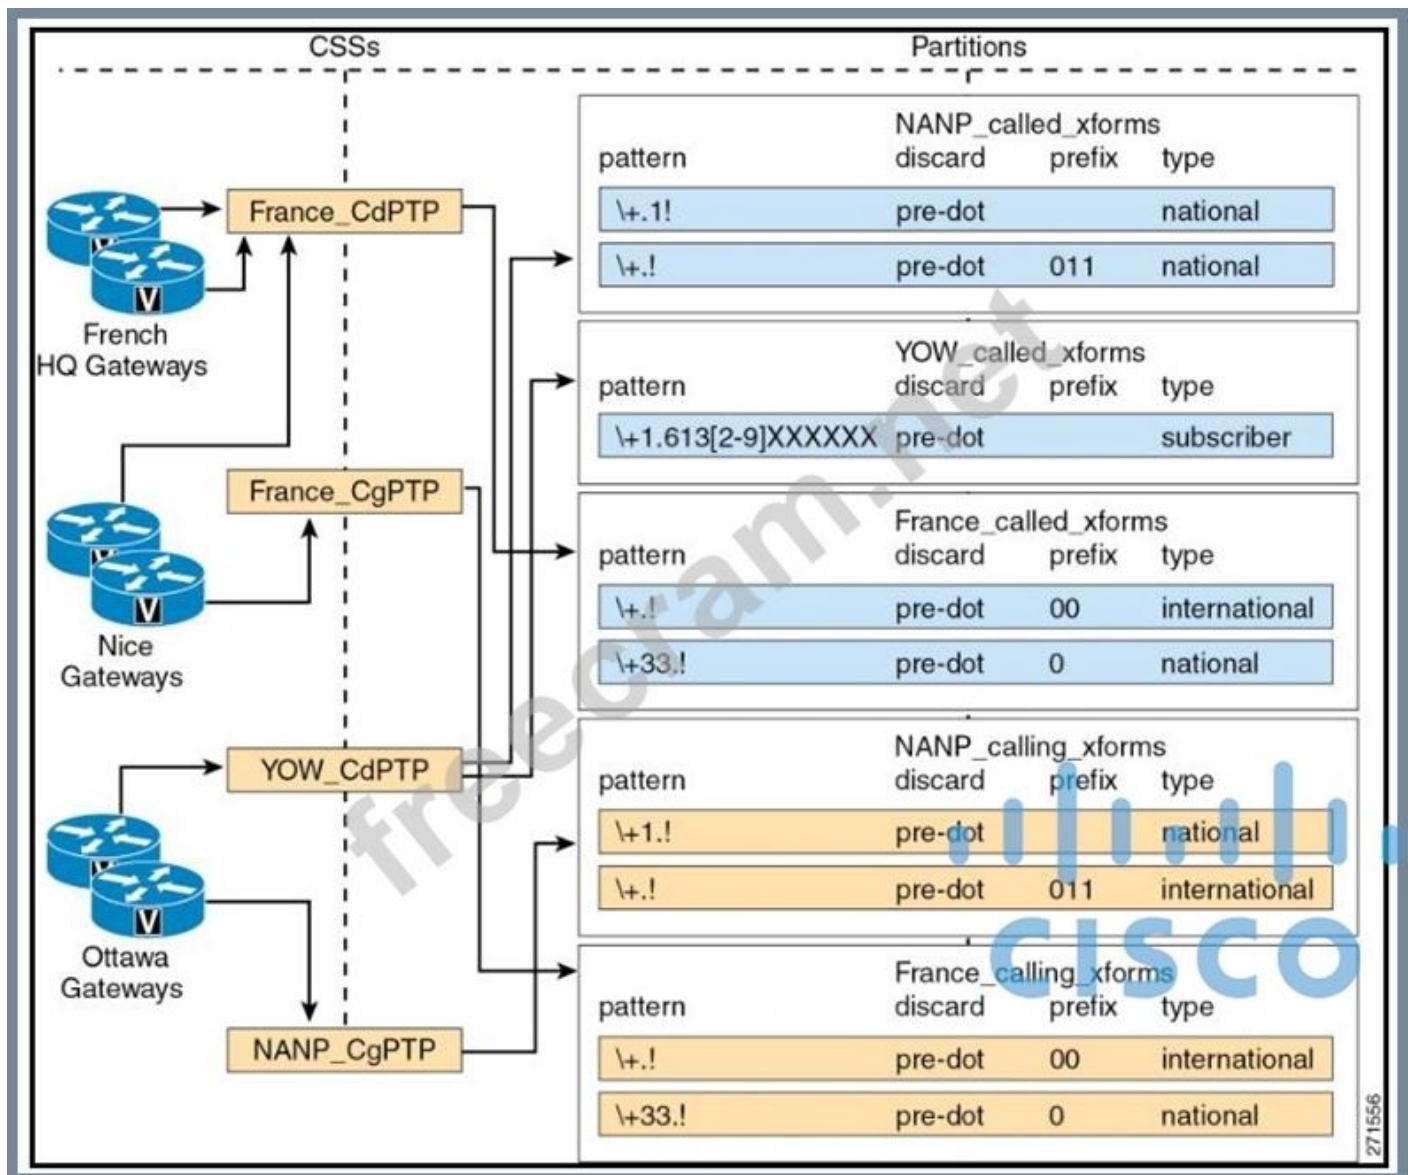 CSSs Partitions
NANP_called_xforms
pattern discard prefix type
\+.1! pre-dot national
\+.! pre-dot 011 national
YOW_called_xforms
pattern discard prefix type
\+1.613[2-9]XXXXXX pre-dot subscriber
France_called_xforms
pattern discard prefix type
\+.! pre-dot 00 international
\+33.! pre-dot 0 national
NANP_calling_xforms
pattern discard prefix type
\+1.! pre-dot national
\+.! pre-dot 011 international
France_calling_xforms
pattern discard prefix type
\+.! pre-dot 00 international
\+33.! pre-dot 0 national
France_CdPTP
V
V
French
HQ Gateways
France_CgPTP
V
V
Nice
Gateways
YOW_CdPTP
V
V
Ottawa
Gateways
NANP_CgPTP
freecram.net
CISCO
271556